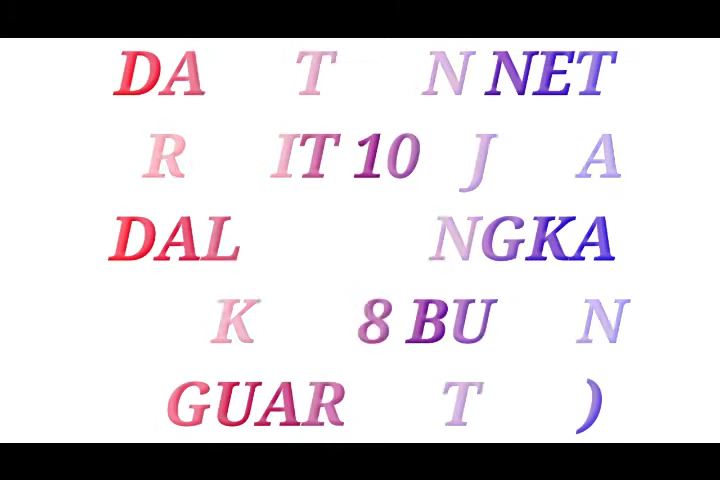 DA T N NET
R IT 10 J A
DAL NGKA
K 8 BU N
GUAR T )